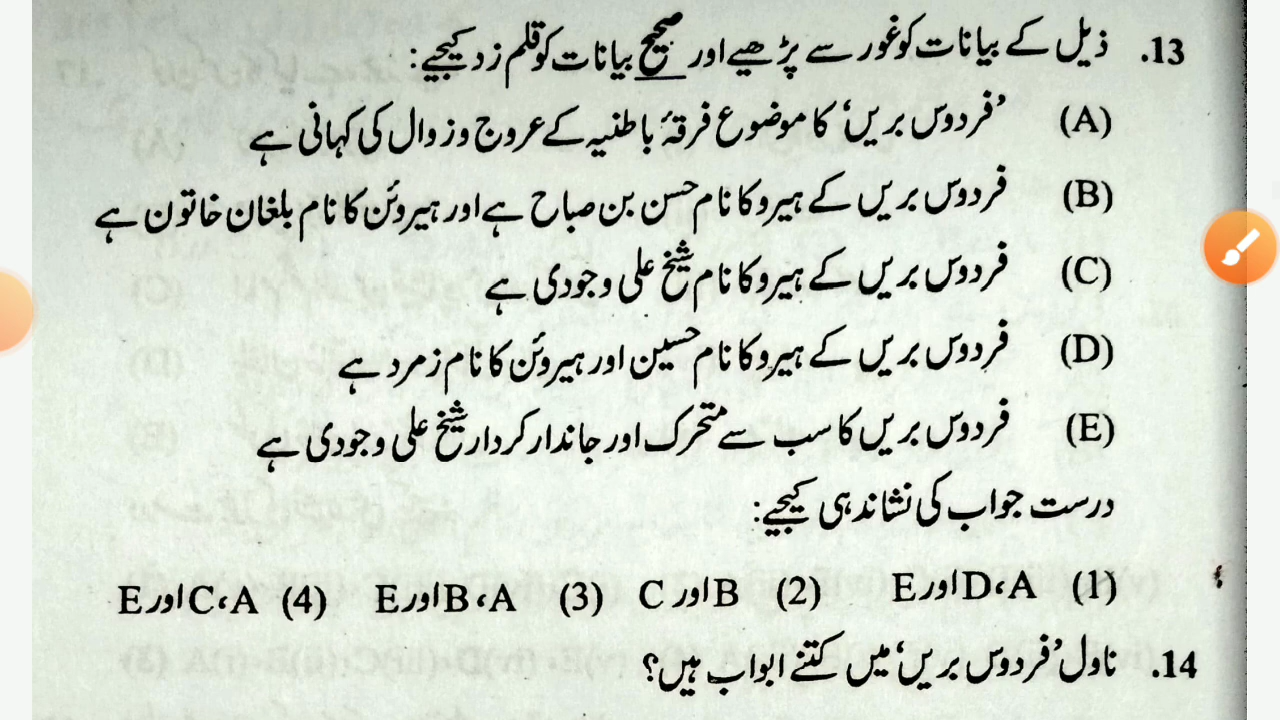 13. ذیل کے بیانات کو غور سے پڑھیے اور صحیح بیانات کو قلم زد کیجیے:
(A) ’فردوس بریں‘ کا موضوع فرقۂ باطنیہ کے عروج و زوال کی کہانی ہے
(B) فردوس بریں کے ہیرو کا نام حسن بن صباح ہے اور ہیروئن کا نام بلغان خاتون ہے
(C) فردوس بریں کے ہیرو کا نام شیخ علی وجودی ہے
(D) فردوس بریں کے ہیرو کا نام حسین اور ہیروئن کا نام زمرد ہے
(E) فردوس بریں کا سب سے متحرک اور جاندار کردار شیخ علی وجودی ہے
درست جواب کی نشاندہی کیجیے:
(1) D،A اور E (2) B اور C (3) B،A اور E (4) C،A اور E
14. ناول ’فردوس بریں‘ میں کتنے ابواب ہیں؟